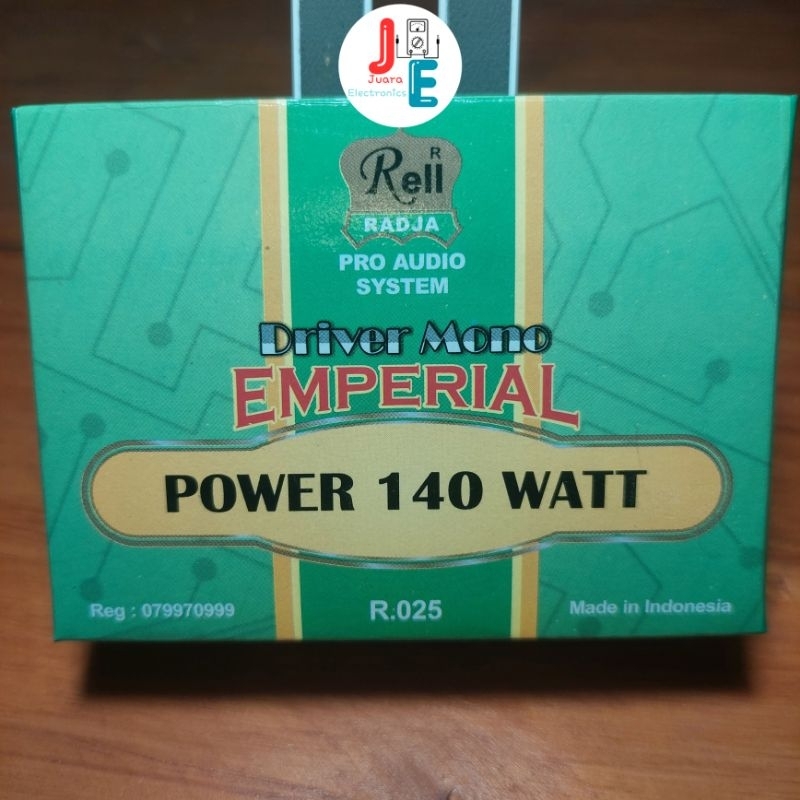 JE
Juara
Electronics
Rell R
RADJA
PRO AUDIO
SYSTEM
Driver Mono
EMPERIAL
POWER 140 WATT
Reg : 079970999
R.025
Made in Indonesia